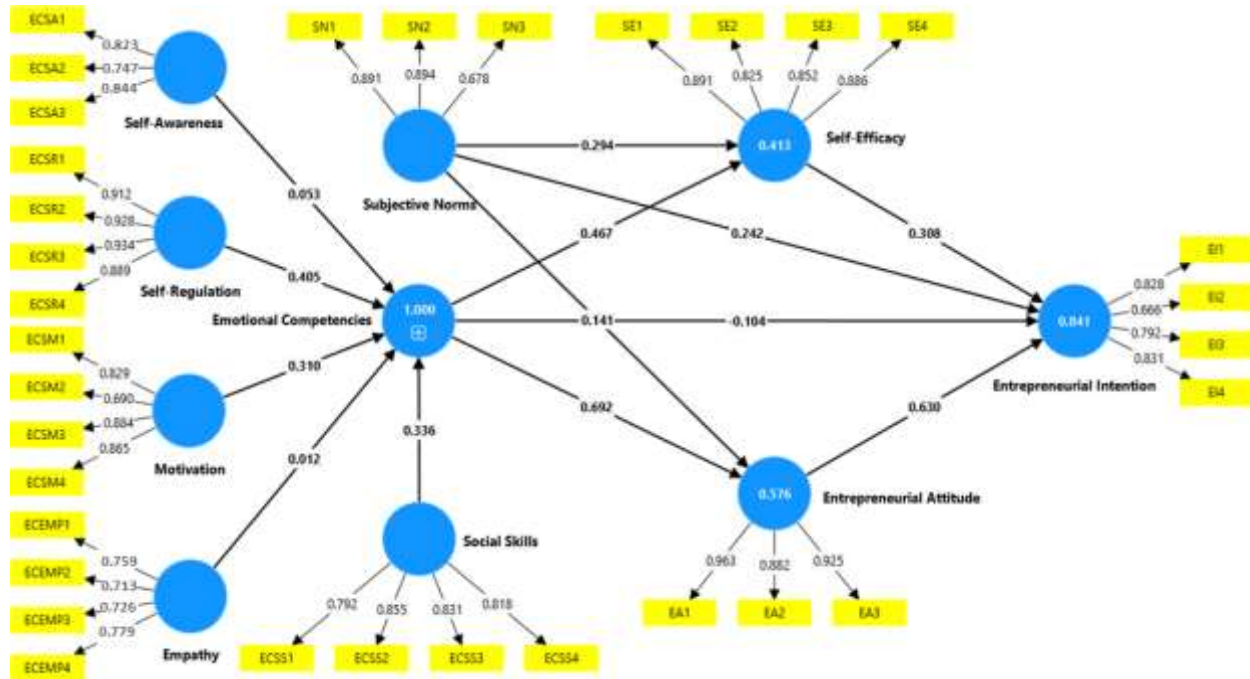 ECSA1
ECSA2
ECSA3
0.823
0.747
0.844
Self-Awareness
ECSR1
ECSR2
ECSR3
ECSR4
0.912
0.928
0.934
0.889
Self-Regulation
ECSM1
ECSM2
ECSM3
ECSM4
0.829
0.690
0.884
0.865
Motivation
ECEMP1
ECEMP2
ECEMP3
ECEMP4
0.759
0.713
0.726
0.779
Empathy
0.053
0.405
0.310
0.012
0.336
SN1 SN2 SN3
0.891 0.894 0.678
Subjective Norms
Emotional Competencies
1.000
Social Skills
0.792 0.855 0.831 0.818
ECSS1 ECSS2 ECSS3 ECSS4
0.294
0.467
0.242
0.141
-0.104
0.692
SE1 SE2 SE3 SE4
0.891 0.825 0.852 0.886
0.413
Self-Efficacy
0.308
0.630
0.576
Entrepreneurial Attitude
0.963 0.882 0.925
EA1 EA2 EA3
0.841
Entrepreneurial Intention
0.828
0.666
0.792
0.831
EI1
EI2
EI3
EI4